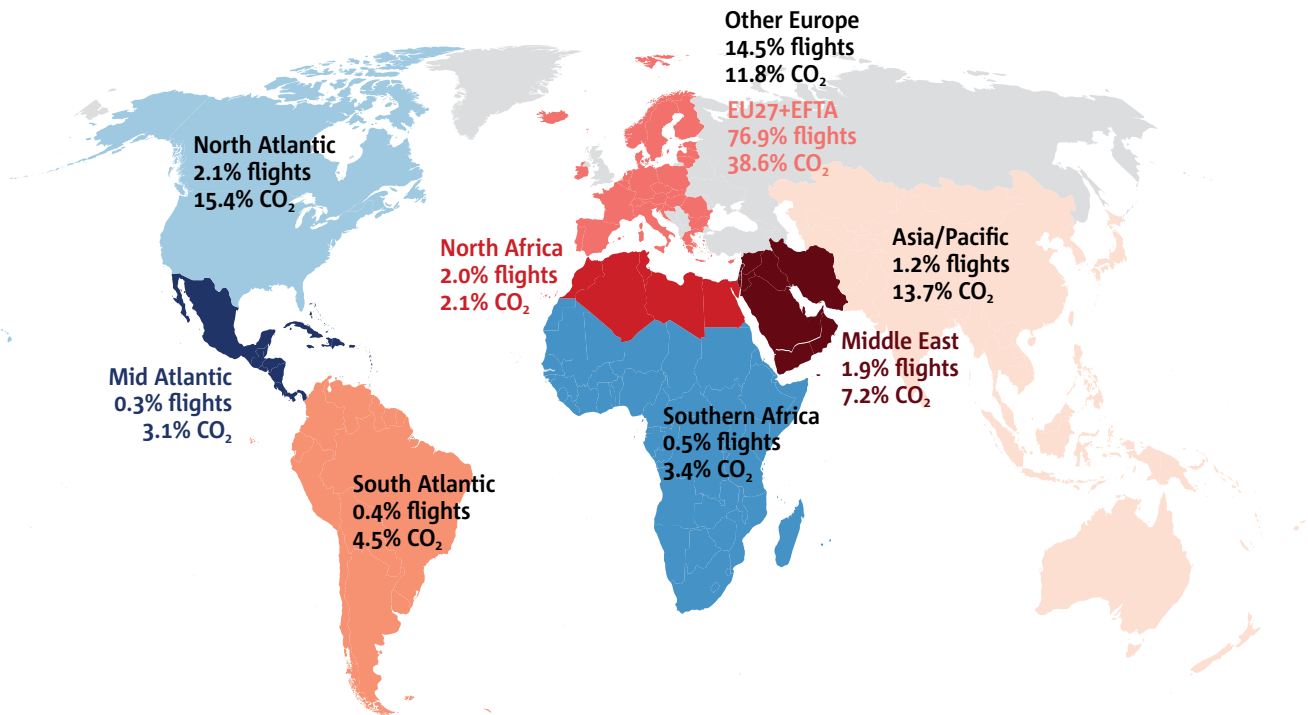 Other Europe
14.5% flights
11.8% CO₂
EU27+EFTA
76.9% flights
38.6% CO₂
North Atlantic
2.1% flights
15.4% CO₂
North Africa
2.0% flights
2.1% CO₂
Asia/Pacific
1.2% flights
13.7% CO₂
Middle East
1.9% flights
7.2% CO₂
Mid Atlantic
0.3% flights
3.1% CO₂
Southern Africa
0.5% flights
3.4% CO₂
South Atlantic
0.4% flights
4.5% CO₂